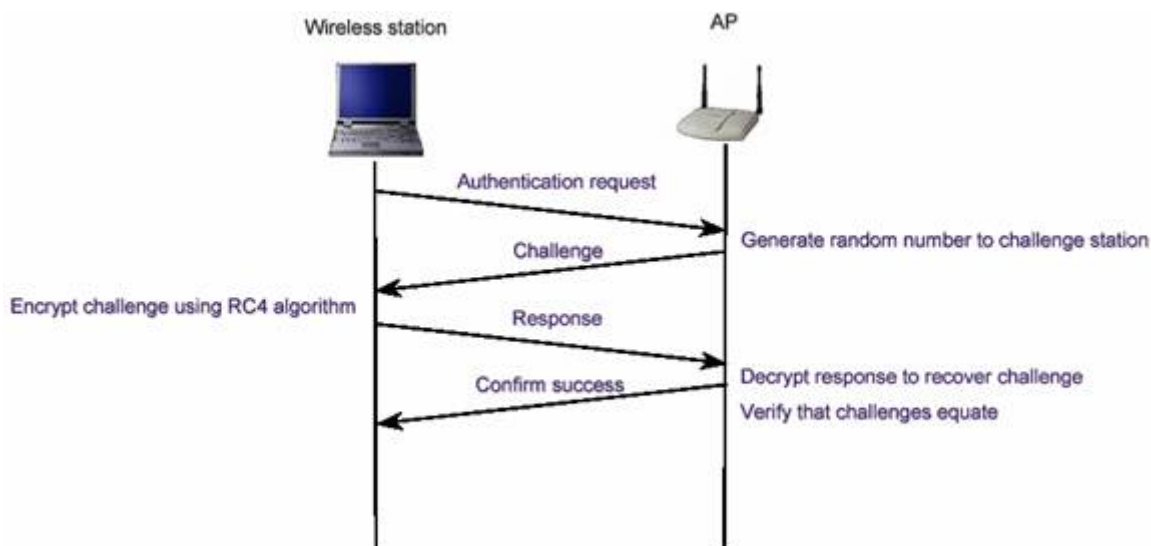 Wireless station
AP
Authentication request
Generate random number to challenge station
Challenge
Encrypt challenge using RC4 algorithm
Response
Decrypt response to recover challenge
Confirm success
Verify that challenges equate